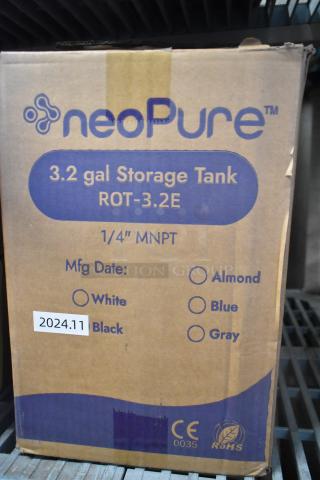 neoPure™
3.2 gal Storage Tank
ROT-3.2E
1/4" MNPT
Mfg Date:
Almond
White
Blue
2024.11 Black
Gray
CE
0035
RoHS